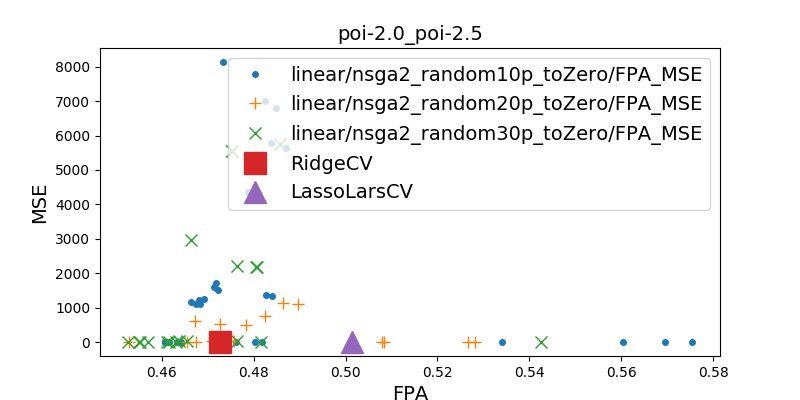 poi-2.0_poi-2.5
8000
7000
6000
5000
4000
3000
2000
1000
0
MSE
linear/nsga2_random10p_toZero/FPA_MSE
linear/nsga2_random20p_toZero/FPA_MSE
linear/nsga2_random30p_toZero/FPA_MSE
RidgeCV
LassoLarsCV
0.46 0.48 0.50 0.52 0.54 0.56 0.58
FPA